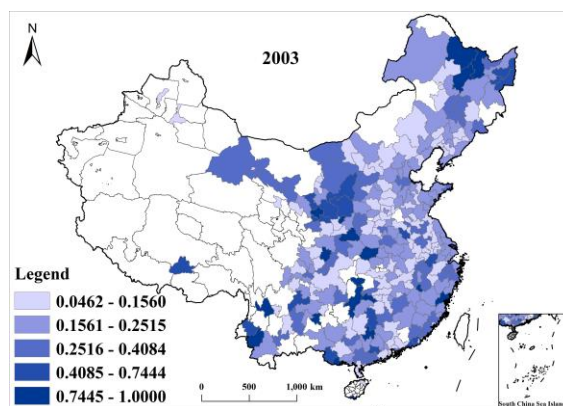 N
2003
Legend
0.0462 - 0.1560
0.1561 - 0.2515
0.2516 - 0.4084
0.4085 - 0.7444
0.7445 - 1.0000
0 500 1,000 km
South China Sea Island